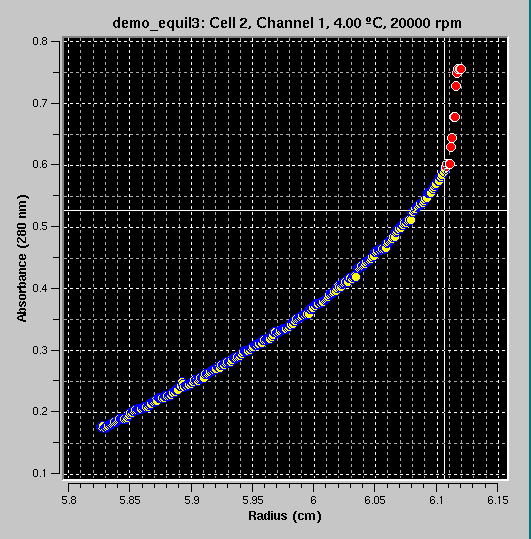 demo_equil3: Cell 2, Channel 1, 4.00 ºC, 20000 rpm
0.8
0.7
0.6
0.5
0.4
0.3
0.2
0.1
Absorbance (280 nm)
5.8 5.85 5.9 5.95 6 6.05 6.1 6.15
Radius (cm)